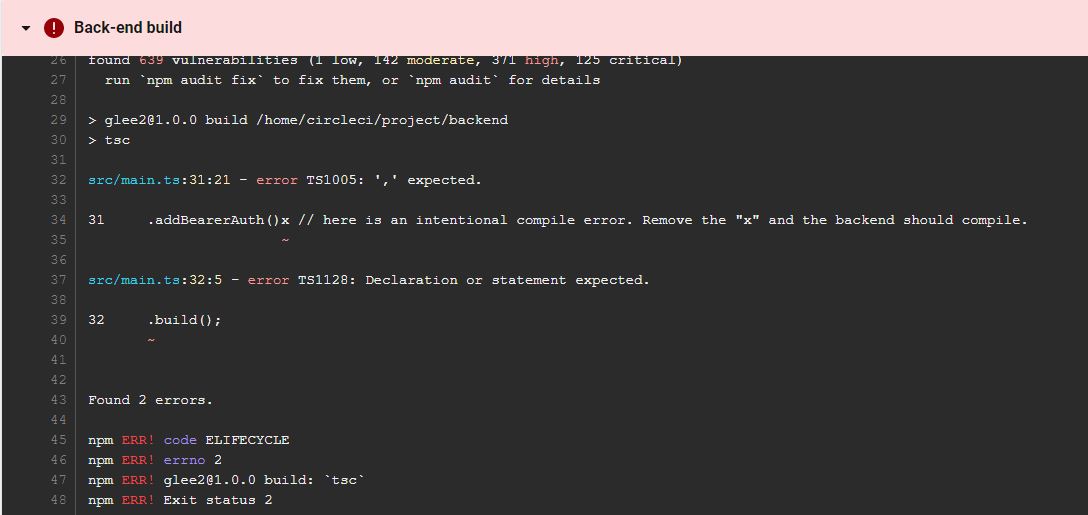 Back-end build
26 found 639 vulnerabilities (1 low, 142 moderate, 371 high, 125 critical)
27   run `npm audit fix` to fix them, or `npm audit` for details
28
29 > glee2@1.0.0 build /home/circleci/project/backend
30 > tsc
31
32 src/main.ts:31:21 - error TS1005: ',' expected.
33
34 31     .addBearerAuth()x // here is an intentional compile error. Remove the "x" and the backend should compile.
35                        ~
36
37 src/main.ts:32:5 - error TS1128: Declaration or statement expected.
38
39 32     .build();
40        ~
41
42
43 Found 2 errors.
44
45 npm ERR! code ELIFECYCLE
46 npm ERR! errno 2
47 npm ERR! glee2@1.0.0 build: `tsc`
48 npm ERR! Exit status 2